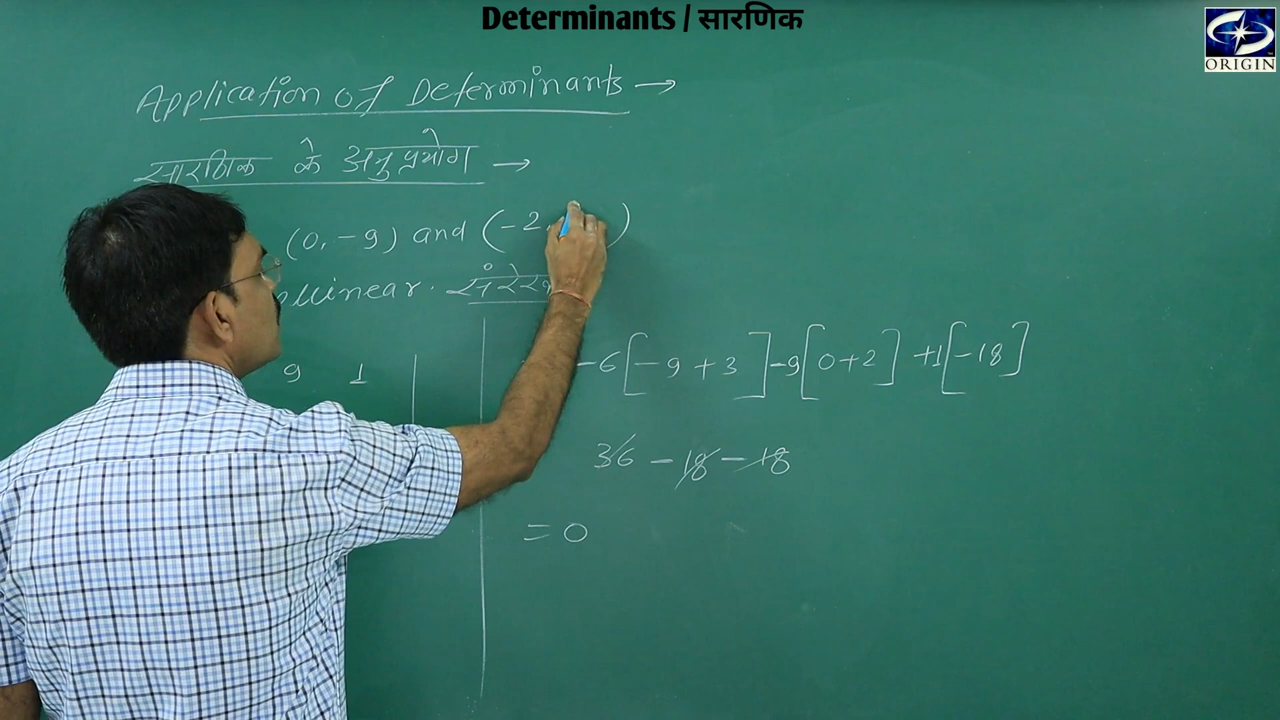 Determinants / सारणिक
ORIGIN
Application of Determinants →
सारणिक के अनुप्रयोग →
(0, -9) and (-2, )
ollinear. संरेख
-6[-9 + 3] -9[0+2] +1[-18]
9 1
36 - 18 - 18
= 0